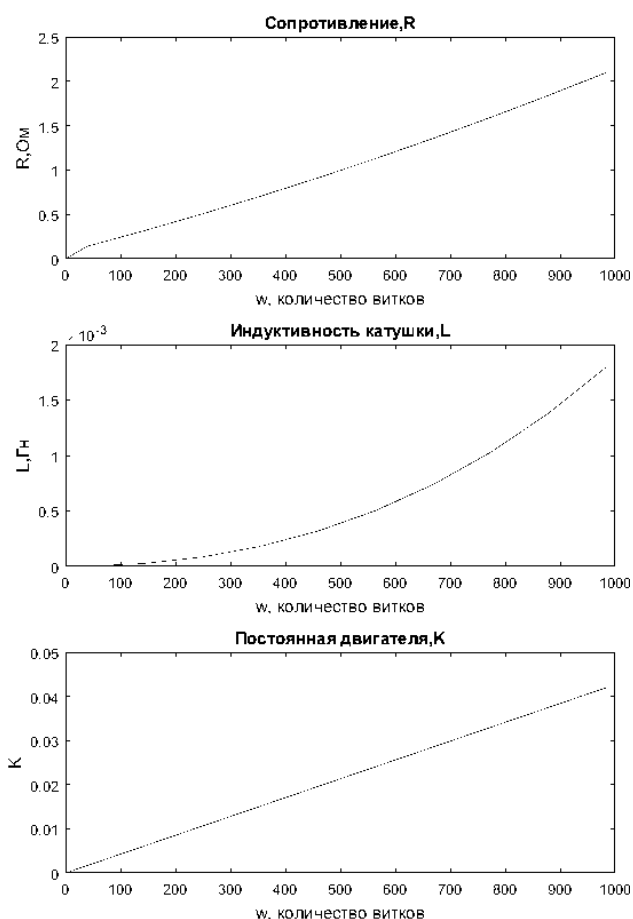 Сопротивление,R
2.5
2
1.5
1
0.5
0
R,Ом
0 100 200 300 400 500 600 700 800 900 1000
w, количество витков
10^-3
Индуктивность катушки,L
2
1.5
1
0.5
0
L,Гн
0 100 200 300 400 500 600 700 800 900 1000
w, количество витков
Постоянная двигателя,K
0.05
0.04
0.03
0.02
0.01
0
K
0 100 200 300 400 500 600 700 800 900 1000
w, количество витков